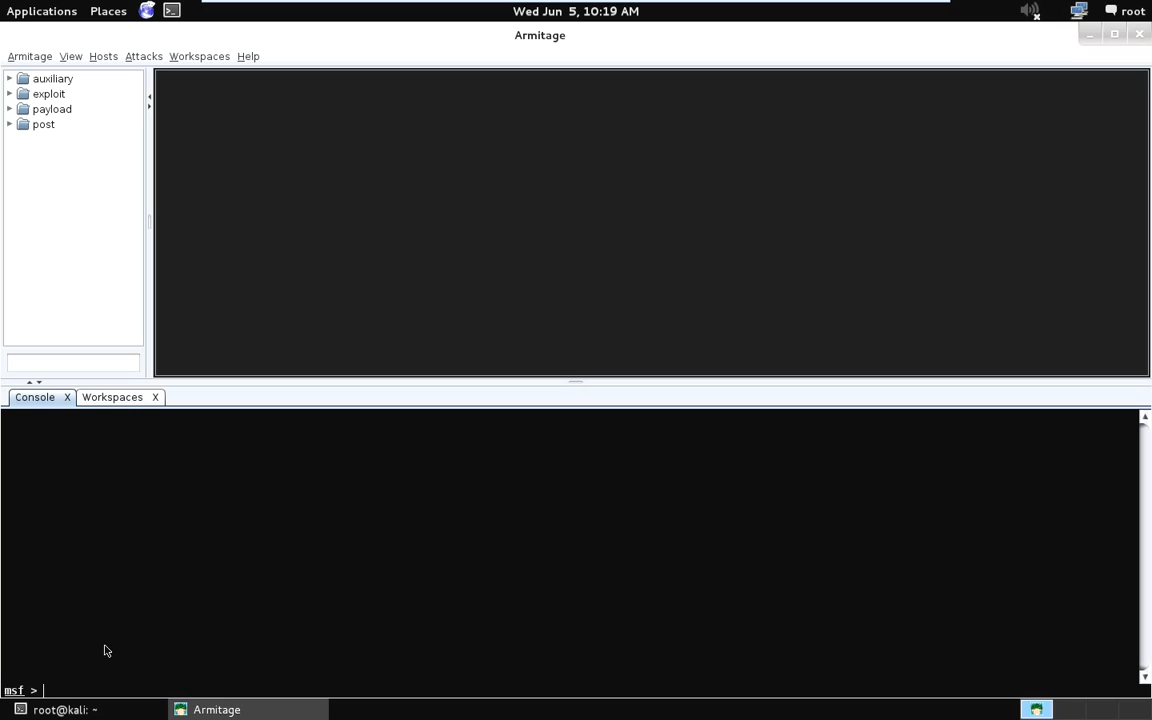 Applications Places Wed Jun 5, 10:19 AM root
Armitage
Armitage View Hosts Attacks Workspaces Help
auxiliary
exploit
payload
post
Console X Workspaces X
msf >
root@kali: ~ Armitage